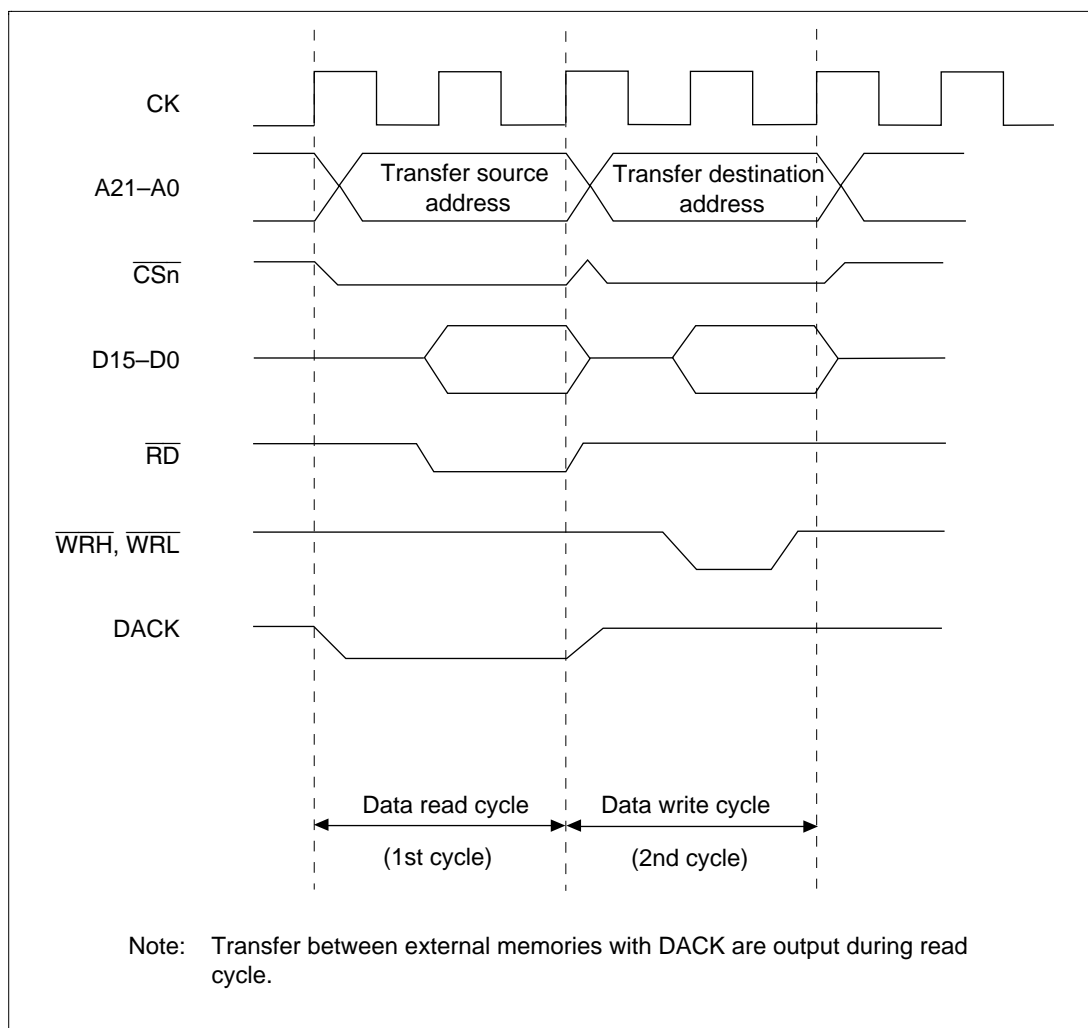 CK
A21–A0
Transfer source
address
Transfer destination
address
CSn
D15–D0
RD
WRH, WRL
DACK
Data read cycle
(1st cycle)
Data write cycle
(2nd cycle)
Note: Transfer between external memories with DACK are output during read
cycle.